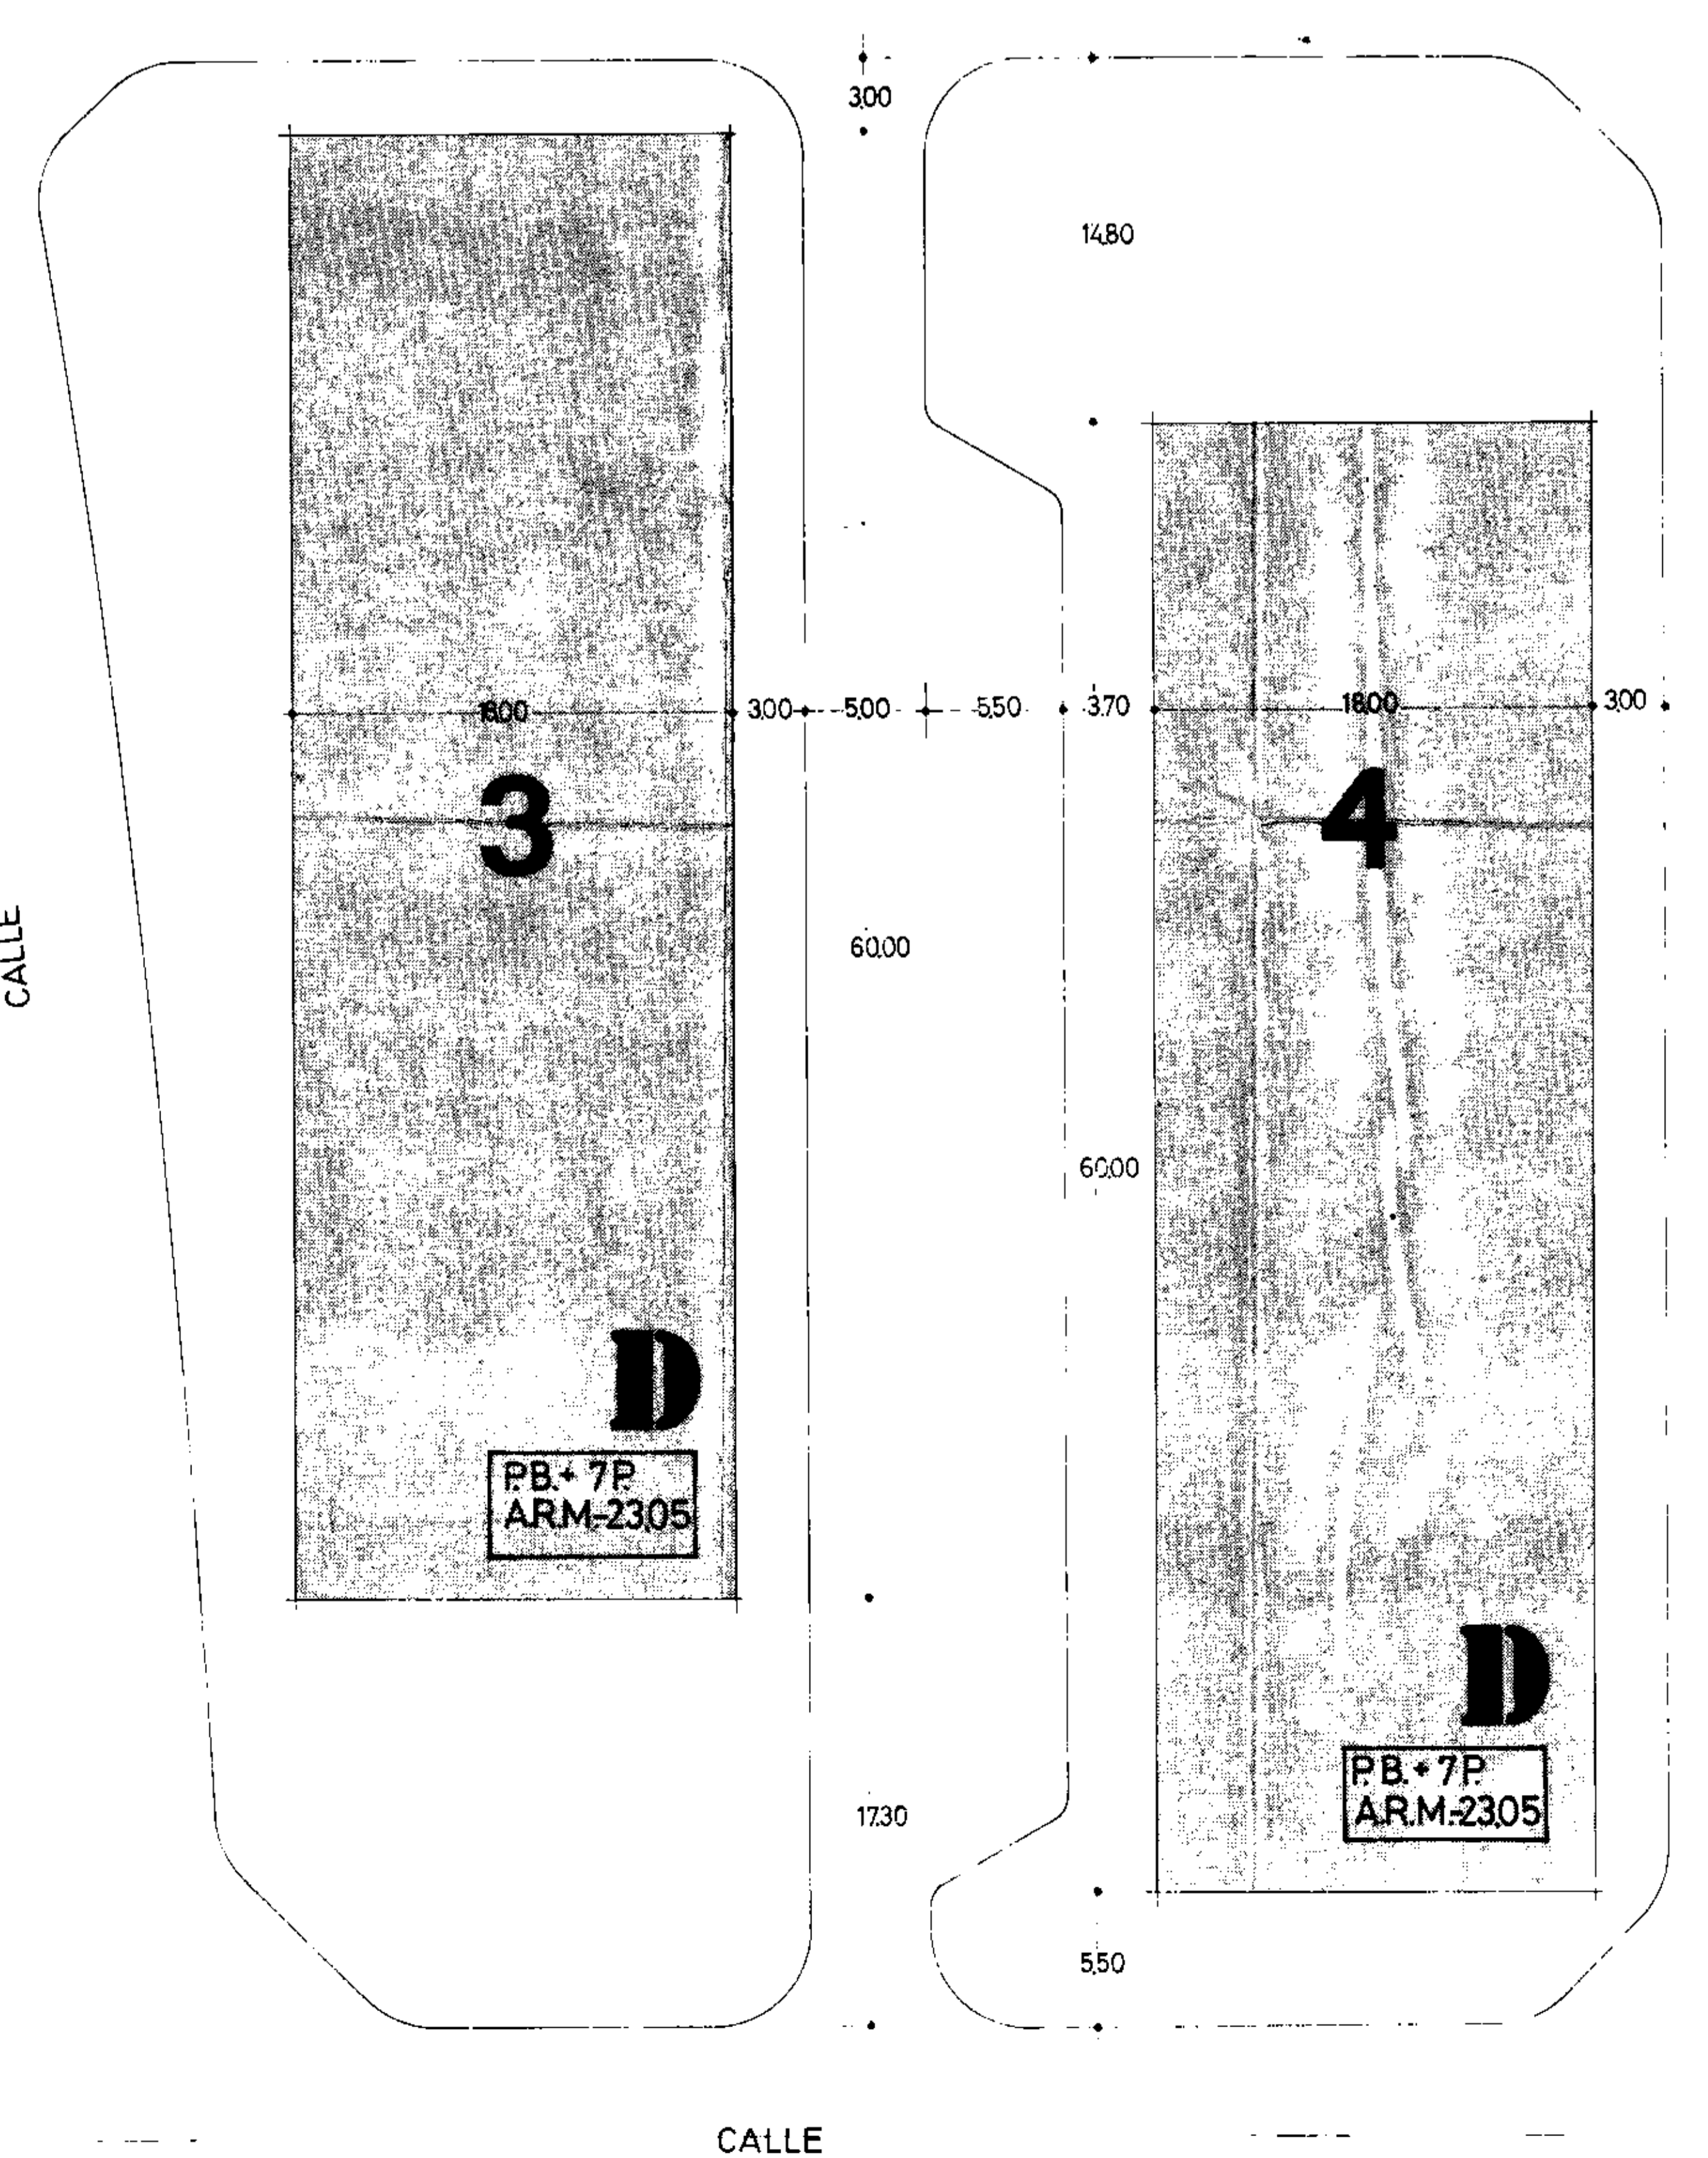 3,00
14,80
18,00 3,00 5,00 5,50 3,70 18,00 3,00
3
4
CALLE
60,00
60,00
D
P.B.+ 7P.
A.R.M.-23,05
D
P.B.+ 7P.
A.R.M.-23,05
17,30
5,50
CALLE